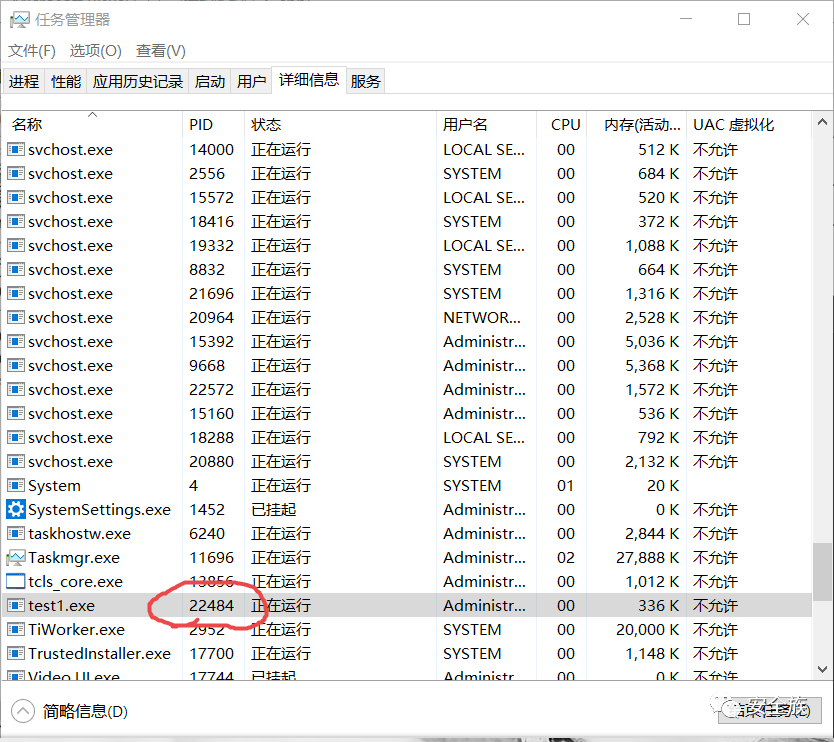 任务管理器
文件(F) 选项(O) 查看(V)
进程 性能 应用历史记录 启动 用户 详细信息 服务
名称 PID 状态 用户名 CPU 内存(活动... UAC 虚拟化
svchost.exe 14000 正在运行 LOCAL SE... 00 512 K 不允许
svchost.exe 2556 正在运行 SYSTEM 00 684 K 不允许
svchost.exe 15572 正在运行 LOCAL SE... 00 520 K 不允许
svchost.exe 18416 正在运行 SYSTEM 00 372 K 不允许
svchost.exe 19332 正在运行 LOCAL SE... 00 1,088 K 不允许
svchost.exe 8832 正在运行 SYSTEM 00 664 K 不允许
svchost.exe 21696 正在运行 SYSTEM 00 1,316 K 不允许
svchost.exe 20964 正在运行 NETWOR... 00 2,528 K 不允许
svchost.exe 15392 正在运行 Administr... 00 5,036 K 不允许
svchost.exe 9668 正在运行 Administr... 00 5,368 K 不允许
svchost.exe 22572 正在运行 Administr... 00 1,572 K 不允许
svchost.exe 15160 正在运行 Administr... 00 536 K 不允许
svchost.exe 18288 正在运行 LOCAL SE... 00 792 K 不允许
svchost.exe 20880 正在运行 SYSTEM 00 2,132 K 不允许
System 4 正在运行 SYSTEM 01 20 K
SystemSettings.exe 1452 已挂起 Administr... 00 0 K 不允许
taskhostw.exe 6240 正在运行 Administr... 00 2,844 K 不允许
Taskmgr.exe 11696 正在运行 Administr... 02 27,888 K 不允许
tcls_core.exe 13856 正在运行 Administr... 00 1,012 K 不允许
test1.exe 22484 正在运行 Administr... 00 336 K 不允许
TiWorker.exe 2952 正在运行 SYSTEM 00 20,000 K 不允许
TrustedInstaller.exe 17700 正在运行 SYSTEM 00 1,148 K 不允许
Video.UI.exe 17744 已挂起 Administr... 00 0 K 不允许
简略信息(D) 结束任务(E)
安全族